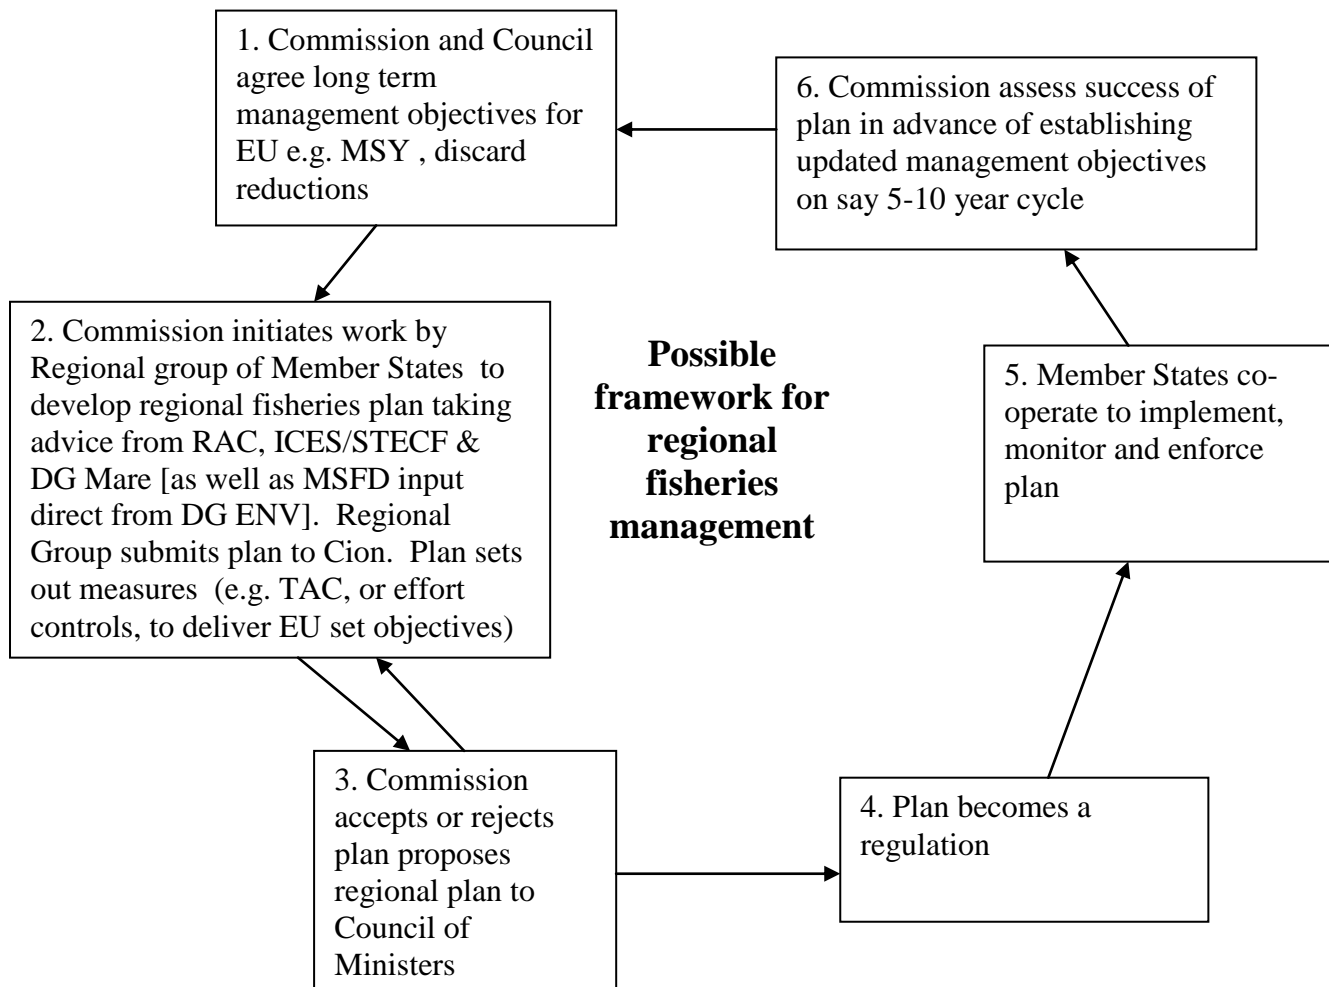 1. Commission and Council
agree long term
management objectives for
EU e.g. MSY , discard
reductions
2. Commission initiates work by
Regional group of Member States to
develop regional fisheries plan taking
advice from RAC, ICES/STECF &
DG Mare [as well as MSFD input
direct from DG ENV]. Regional
Group submits plan to Cion. Plan sets
out measures (e.g. TAC, or effort
controls, to deliver EU set objectives)
3. Commission
accepts or rejects
plan proposes
regional plan to
Council of
Ministers
4. Plan becomes a
regulation
5. Member States co-
operate to implement,
monitor and enforce
plan
6. Commission assess success of
plan in advance of establishing
updated management objectives
on say 5-10 year cycle
Possible
framework for
regional
fisheries
management